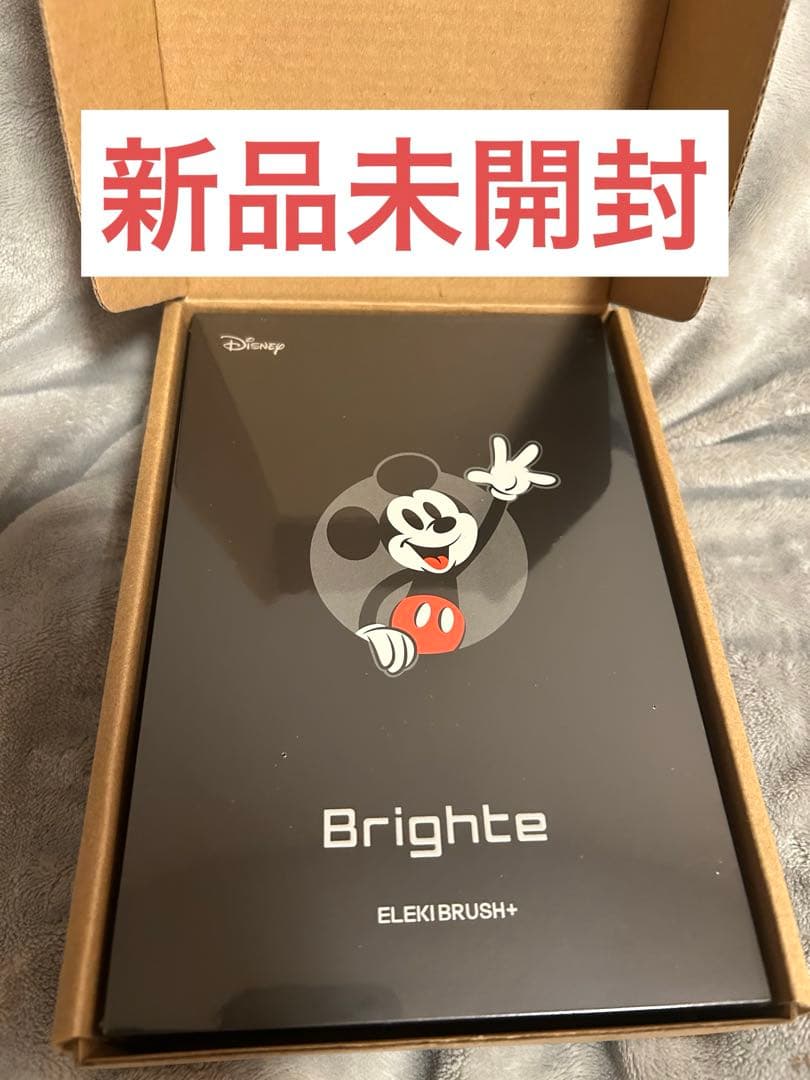 新品未開封
Disney
Brighte
ELEKI BRUSH+